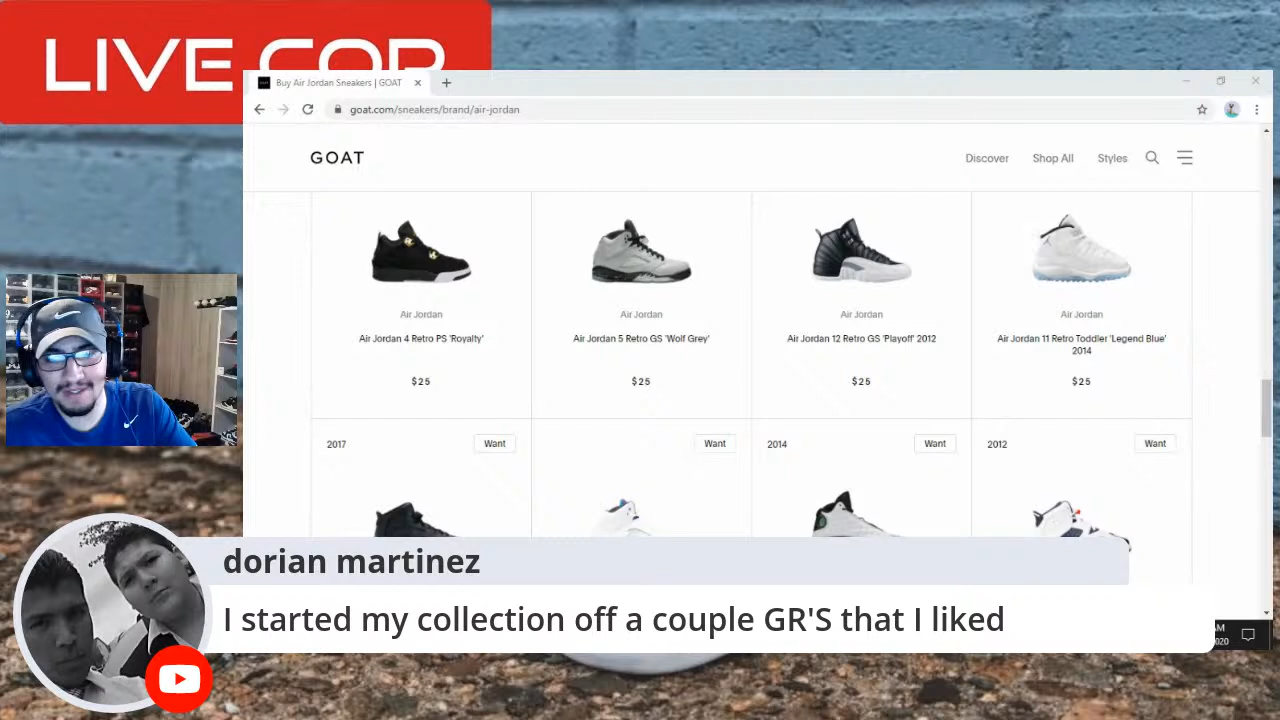 LIVE COP
Buy Air Jordan Sneakers | GOAT
goat.com/sneakers/brand/air-jordan
GOAT
Discover
Shop All
Styles
Air Jordan
Air Jordan
Air Jordan
Air Jordan
Air Jordan 4 Retro PS 'Royalty'
Air Jordan 5 Retro GS 'Wolf Grey'
Air Jordan 12 Retro GS 'Playoff' 2012
Air Jordan 11 Retro Toddler 'Legend Blue'
2014
$25
$25
$25
$25
2017
Want
Want
2014
Want
2012
Want
dorian martinez
I started my collection off a couple GR'S that I liked
AM